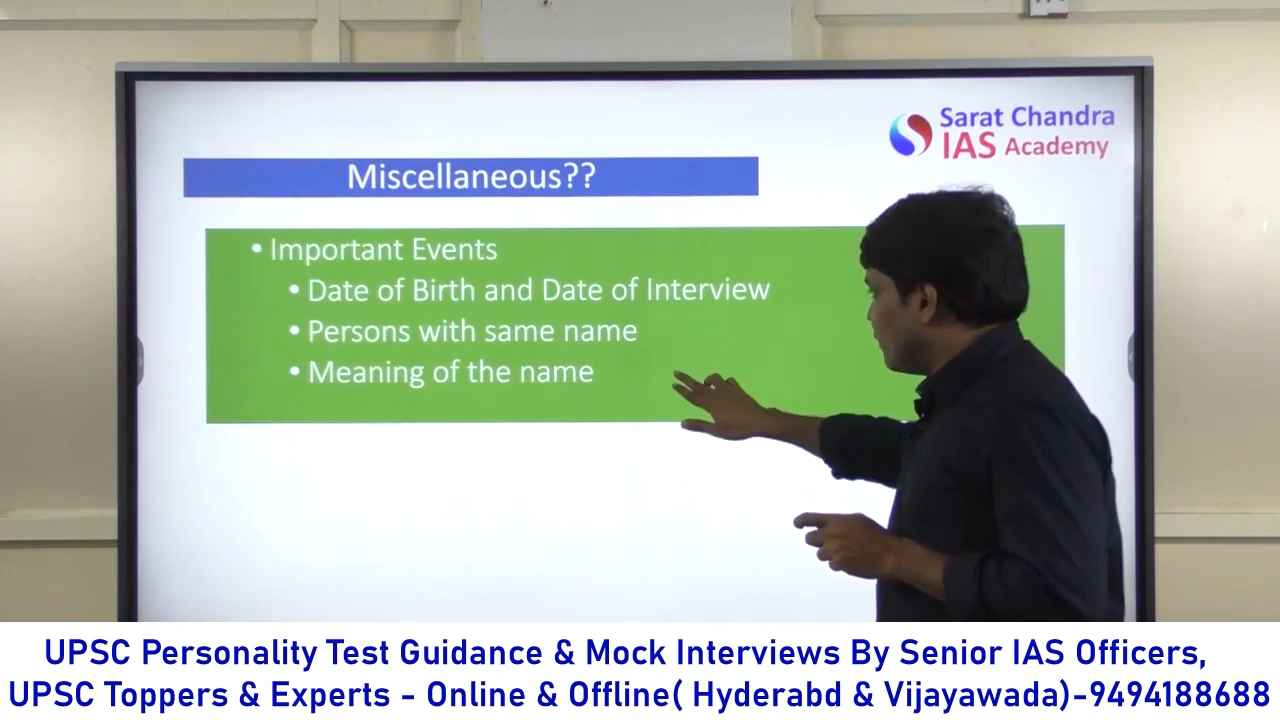 Sarat Chandra
IAS Academy
Miscellaneous??
• Important Events
• Date of Birth and Date of Interview
• Persons with same name
• Meaning of the name
UPSC Personality Test Guidance & Mock Interviews By Senior IAS Officers,
UPSC Toppers & Experts - Online & Offline( Hyderabd & Vijayawada)-9494188688